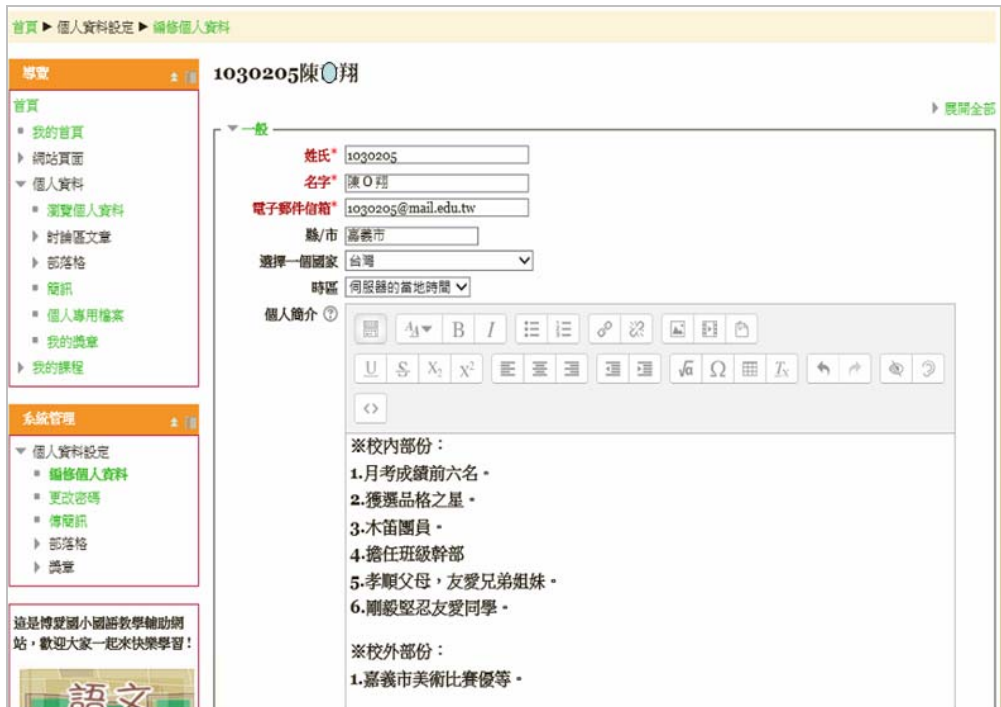 首頁 ► 個人資料設定 ► 編修個人資料
導覽
首頁
我的首頁
網站頁面
個人資料
瀏覽個人資料
討論區文章
部落格
簡訊
個人專用檔案
我的獎章
我的課程
系統管理
個人資料設定
編修個人資料
更改密碼
傳簡訊
部落格
獎章
這是博愛國小國語教學輔助網
站，歡迎大家一起來快樂學習！
語文
1030205陳O翔
展開全部
一般
姓氏* 1030205
名字* 陳O翔
電子郵件信箱* 1030205@mail.edu.tw
縣/市 嘉義市
選擇一個國家 台灣
時區 伺服器的當地時間
個人簡介
※校內部份：
1.月考成績前六名。
2.獲選品格之星。
3.木笛團員。
4.擔任班級幹部
5.孝順父母，友愛兄弟姐妹。
6.剛毅堅忍友愛同學。
※校外部份：
1.嘉義市美術比賽優等。